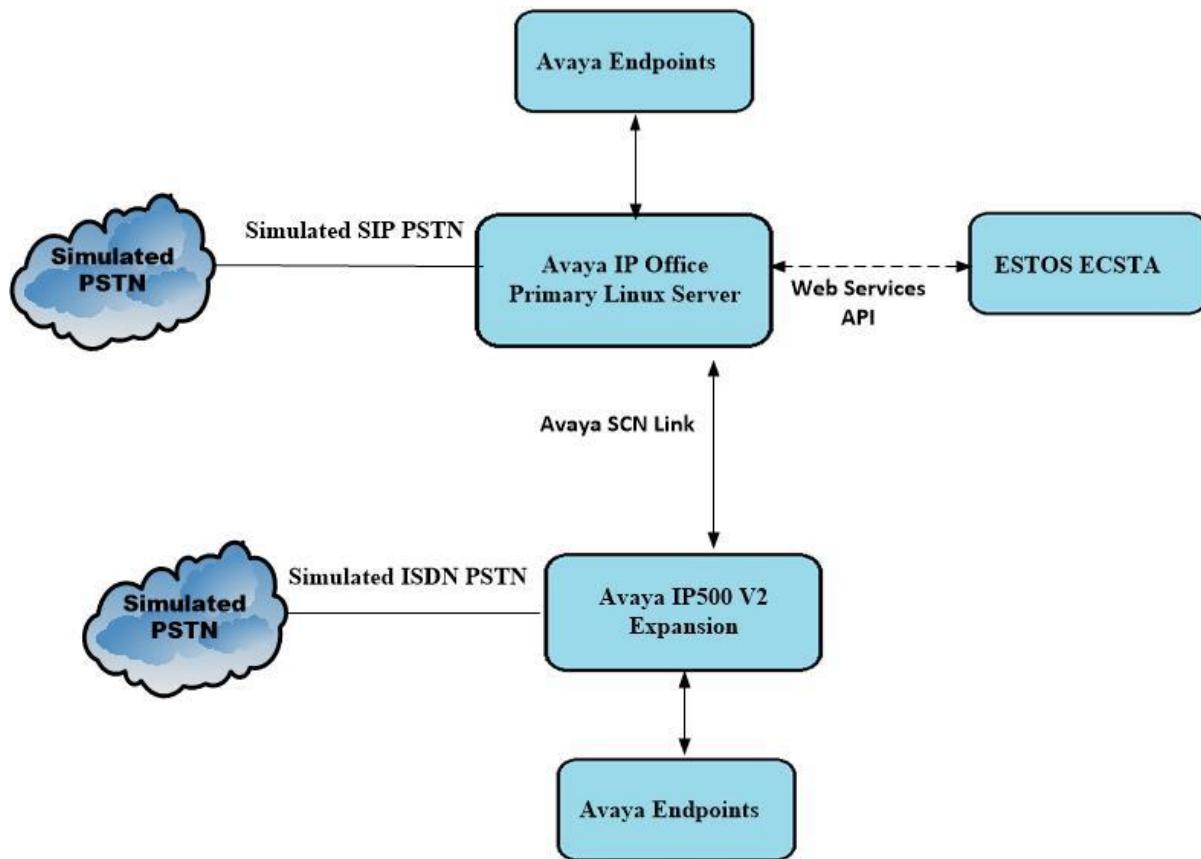 Avaya Endpoints
Simulated SIP PSTN
Simulated
PSTN
Avaya IP Office
Primary Linux Server
Web Services
API
ESTOS ECSTA
Avaya SCN Link
Simulated ISDN PSTN
Simulated
PSTN
Avaya IP500 V2
Expansion
Avaya Endpoints